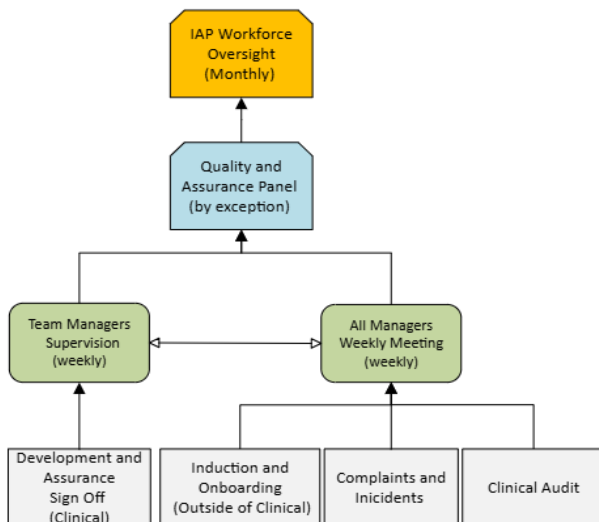 IAP Workforce
Oversight
(Monthly)
Quality and
Assurance Panel
(by exception)
Team Managers
Supervision
(weekly)
All Managers
Weekly Meeting
(weekly)
Development and
Assurance
Sign Off
(Clinical)
Induction and
Onboarding
(Outside of Clinical)
Complaints and
Inicidents
Clinical Audit